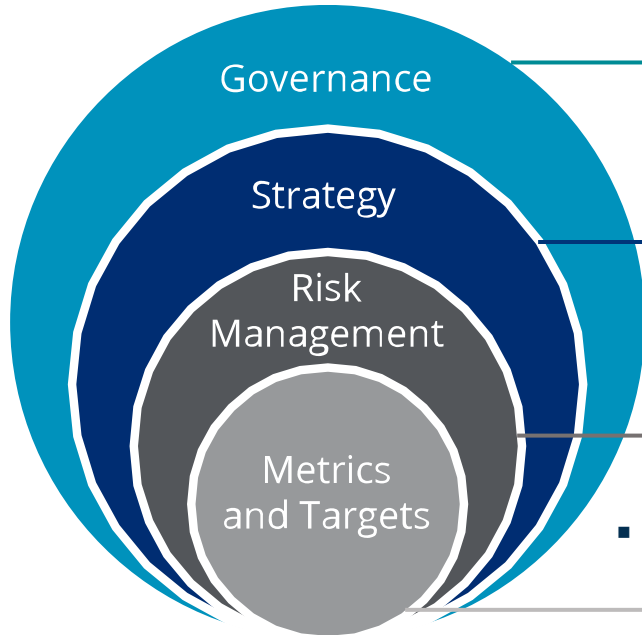 Governance
Strategy
Risk
Management
Metrics
and Targets